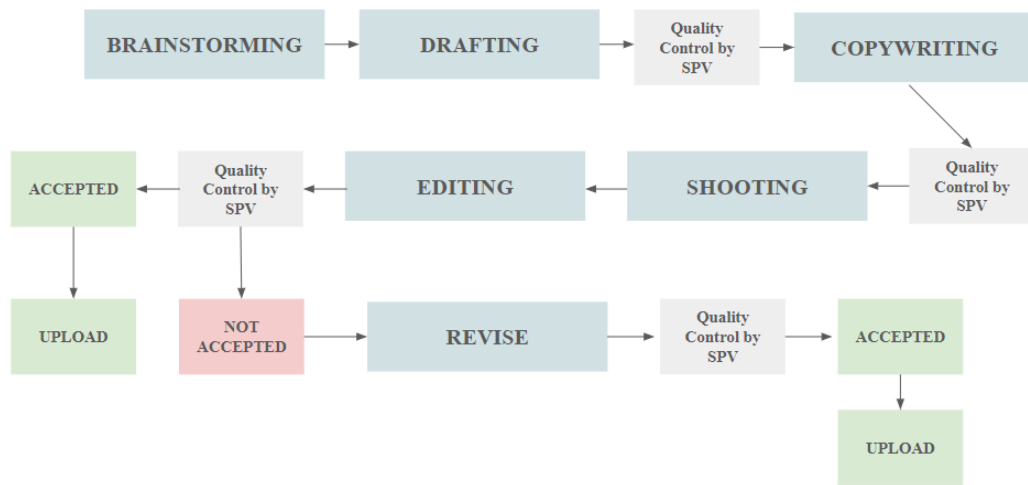 BRAINSTORMING
DRAFTING
Quality
Control by
SPV
COPYWRITING
Quality
Control by
SPV
SHOOTING
EDITING
Quality
Control by
SPV
ACCEPTED
UPLOAD
NOT
ACCEPTED
REVISE
Quality
Control by
SPV
ACCEPTED
UPLOAD